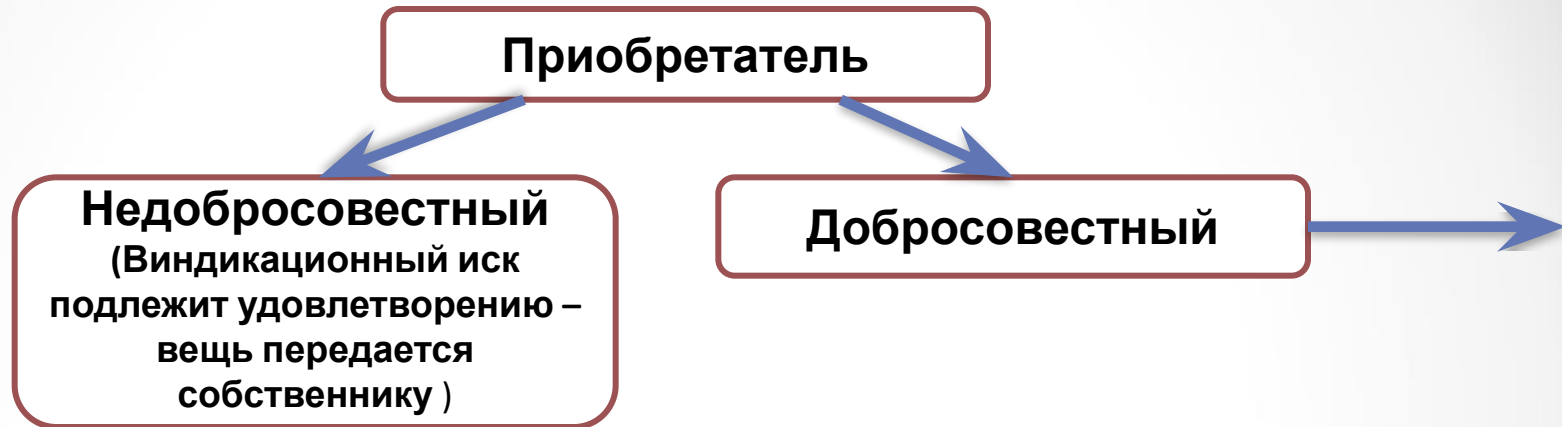 Приобретатель
Недобросовестный
(Виндикационный иск
подлежит удовлетворению –
вещь передается
собственнику )
Добросовестный